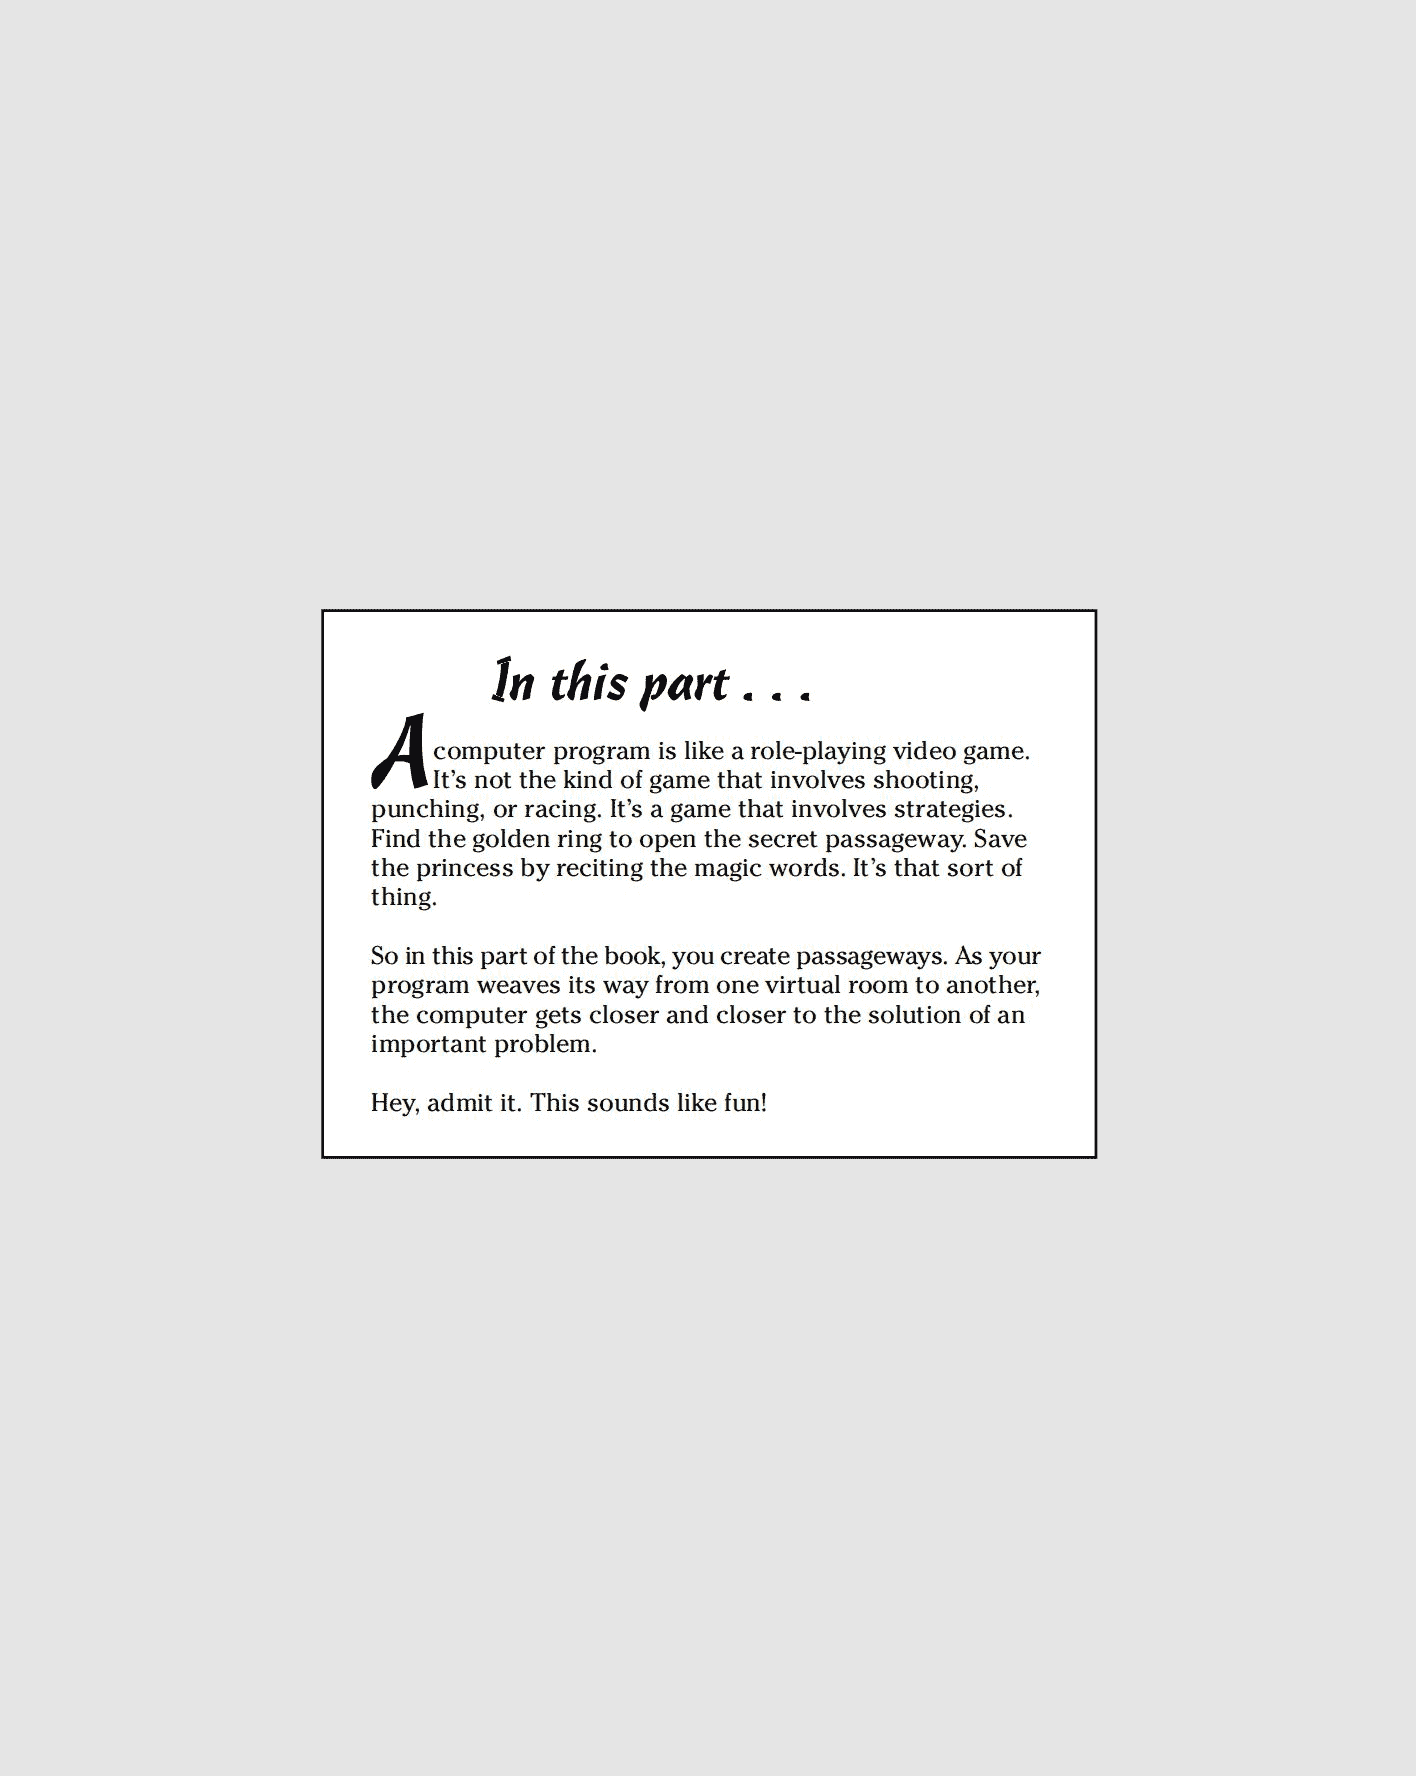 In this part . . .
A computer program is like a role-playing video game.
It’s not the kind of game that involves shooting,
punching, or racing. It’s a game that involves strategies.
Find the golden ring to open the secret passageway. Save
the princess by reciting the magic words. It’s that sort of
thing.
So in this part of the book, you create passageways. As your
program weaves its way from one virtual room to another,
the computer gets closer and closer to the solution of an
important problem.
Hey, admit it. This sounds like fun!